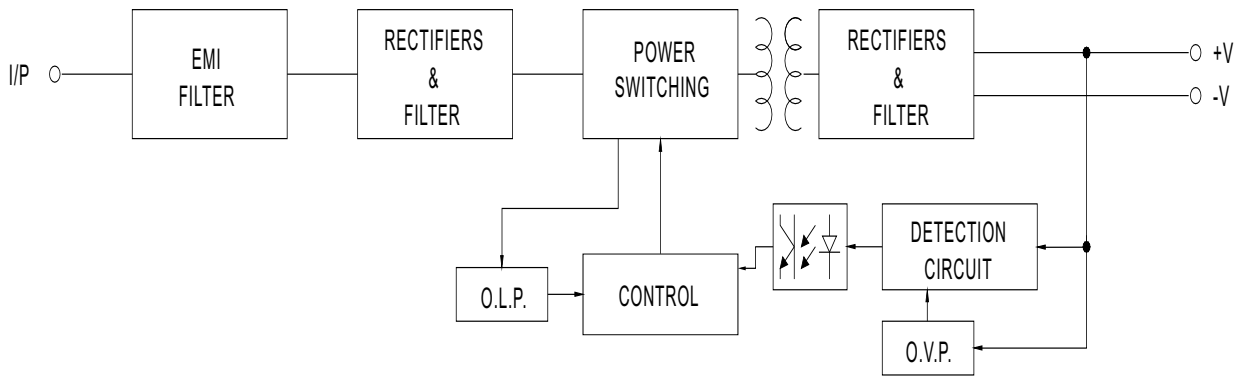 I/P
EMI
FILTER
RECTIFIERS
&
FILTER
POWER
SWITCHING
RECTIFIERS
&
FILTER
+V
-V
O.L.P.
CONTROL
DETECTION
CIRCUIT
O.V.P.